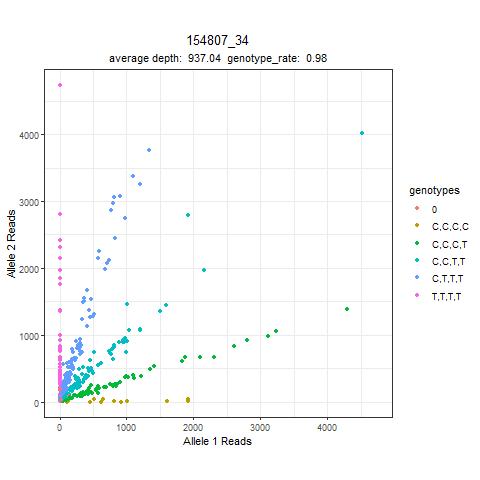 154807_34
average depth:  937.04  genotype_rate:  0.98
4000
3000
2000
1000
0
Allele 2 Reads
0 1000 2000 3000 4000
Allele 1 Reads
genotypes
0
C,C,C,C
C,C,C,T
C,C,T,T
C,T,T,T
T,T,T,T